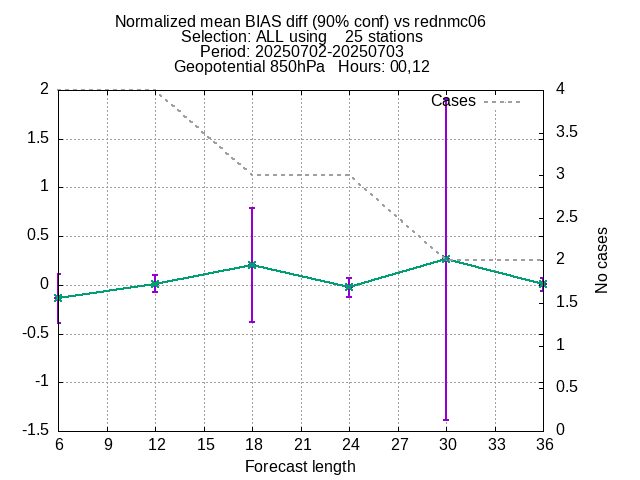 Normalized mean BIAS diff (90% conf) vs rednmc06
Selection: ALL using    25 stations
Period: 20250702-20250703
Geopotential 850hPa   Hours: 00,12
Cases
2
1.5
1
0.5
0
-0.5
-1
-1.5
4
3.5
3
2.5
2
1.5
1
0.5
0
No cases
6 9 12 15 18 21 24 27 30 33 36
Forecast length